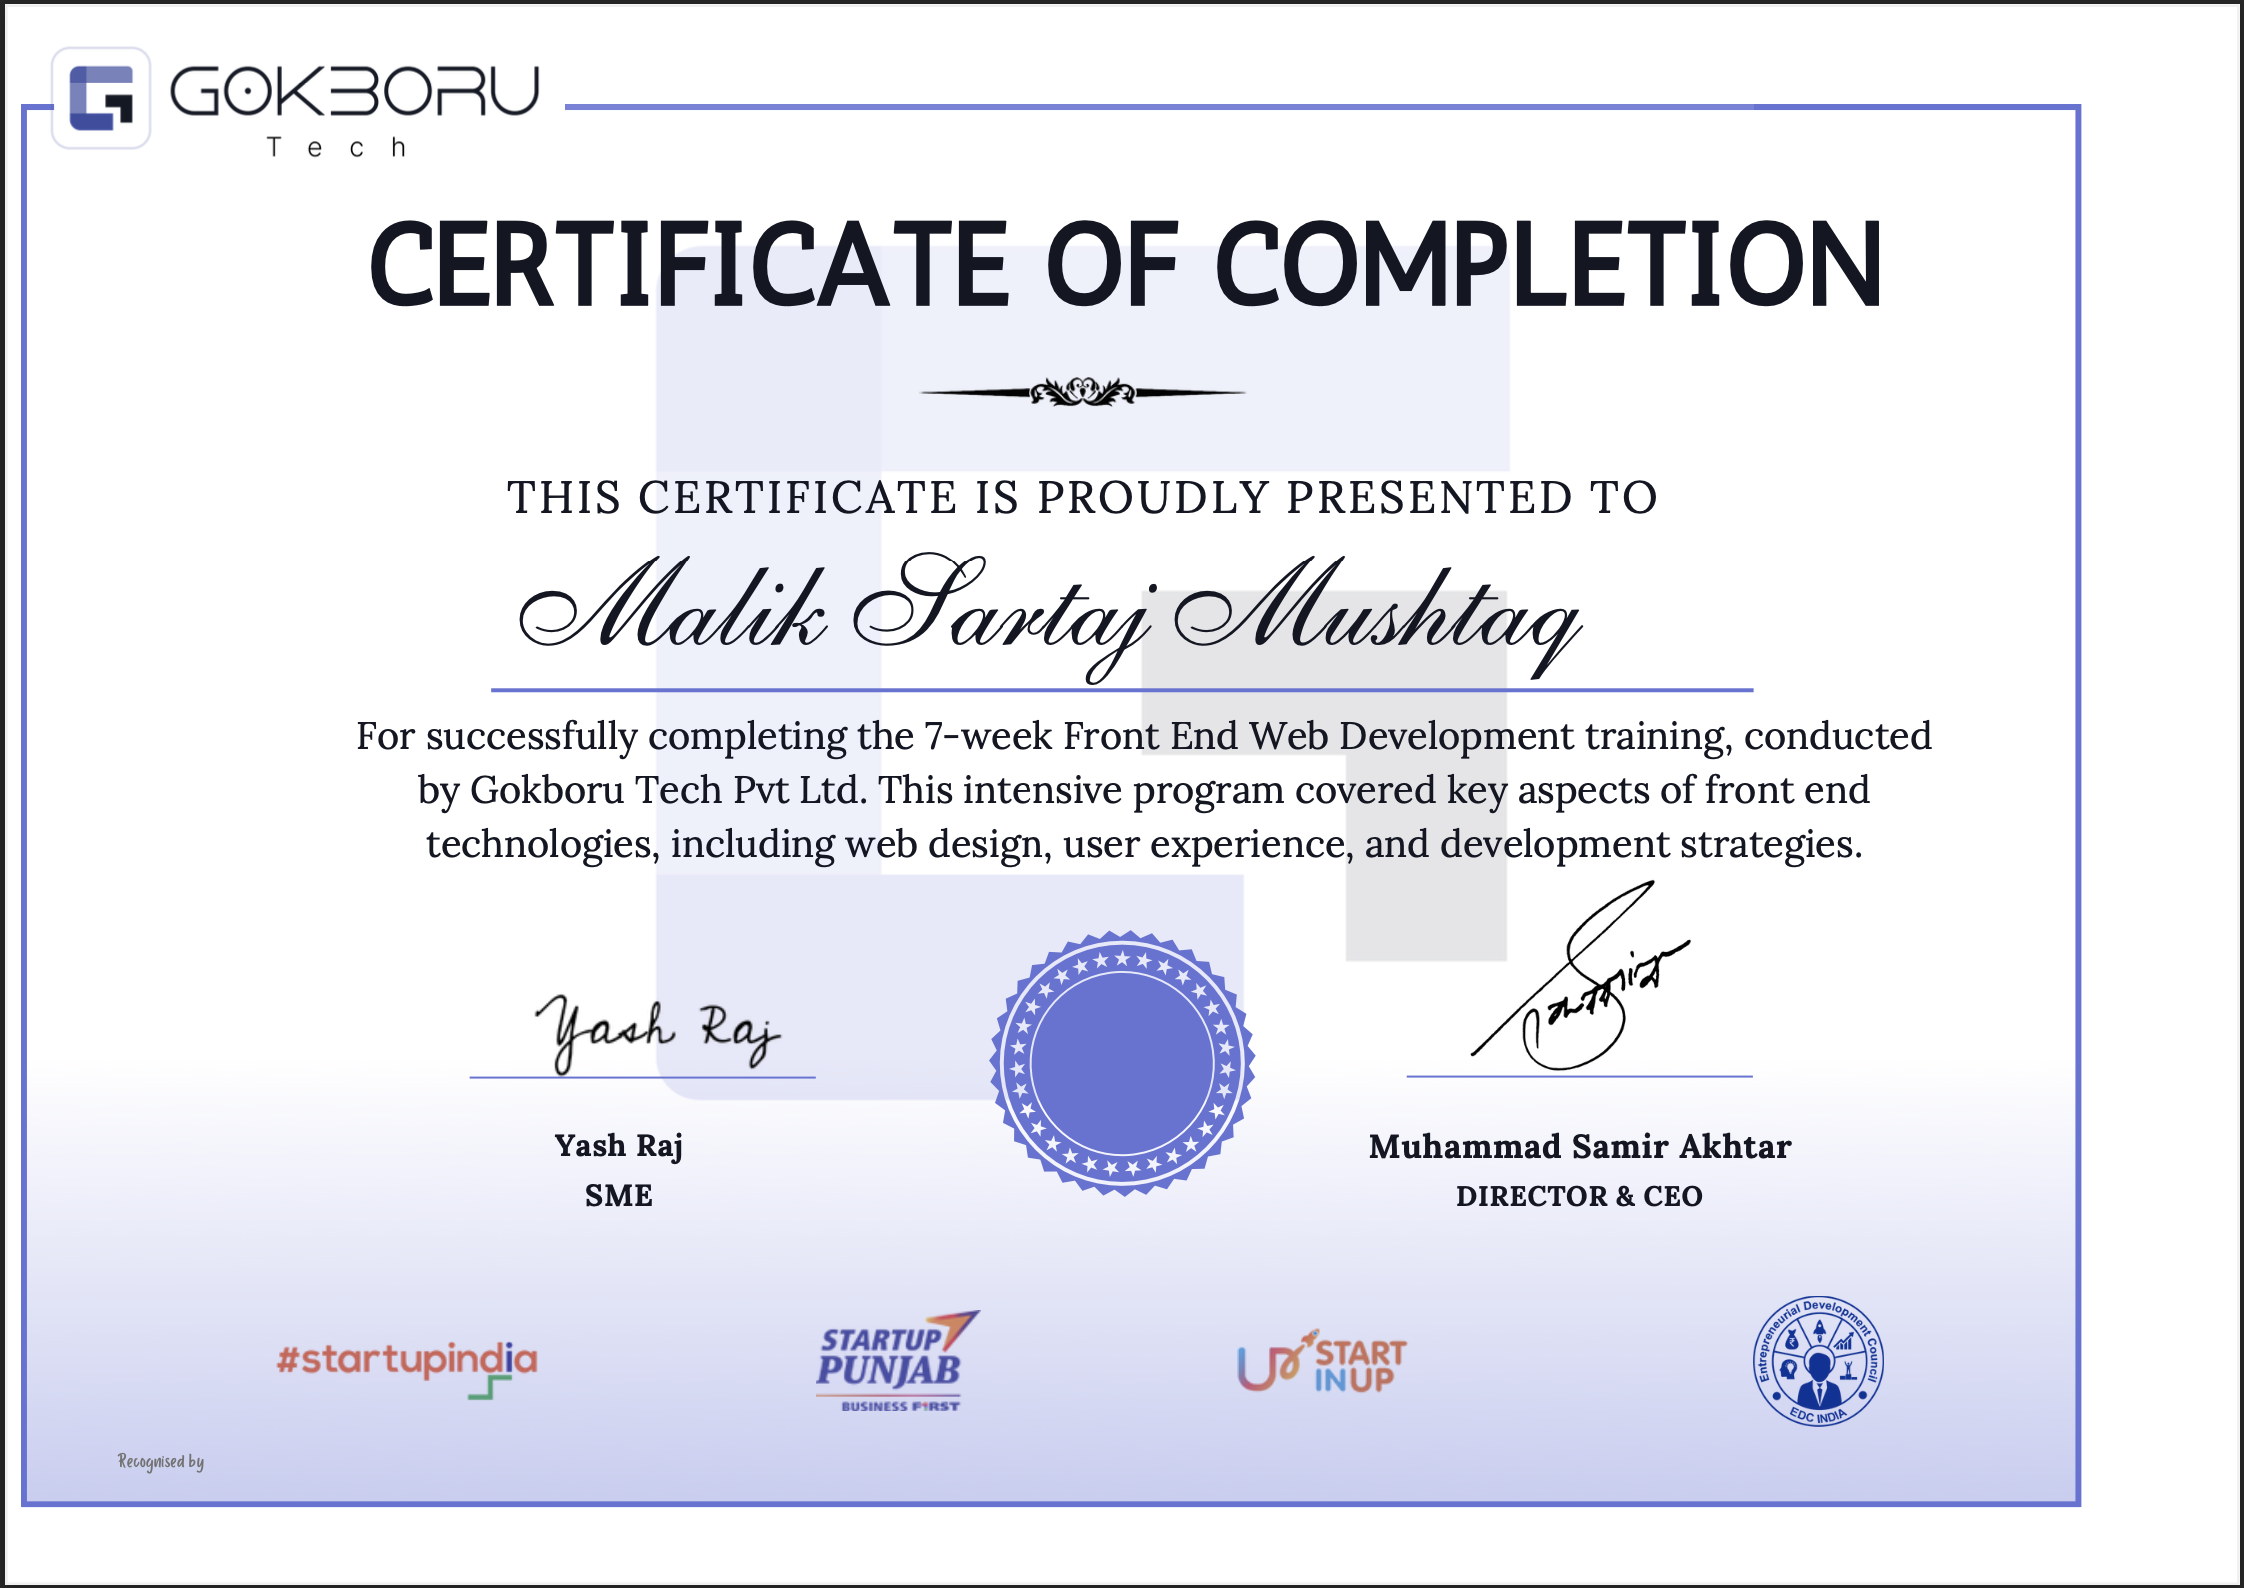 GOKBORU
Tech
CERTIFICATE OF COMPLETION
THIS CERTIFICATE IS PROUDLY PRESENTED TO
Malik Sartaj Mushtaq
For successfully completing the 7-week Front End Web Development training, conducted
by Gokboru Tech Pvt Ltd. This intensive program covered key aspects of front end
technologies, including web design, user experience, and development strategies.
Yash Raj
Yash Raj
SME
Muhammad Samir Akhtar
DIRECTOR & CEO
#startupindia
STARTUP
PUNJAB
BUSINESS FIRST
UP START
INUP
Entrepreneurial Development Council
EDC INDIA
Recognised by